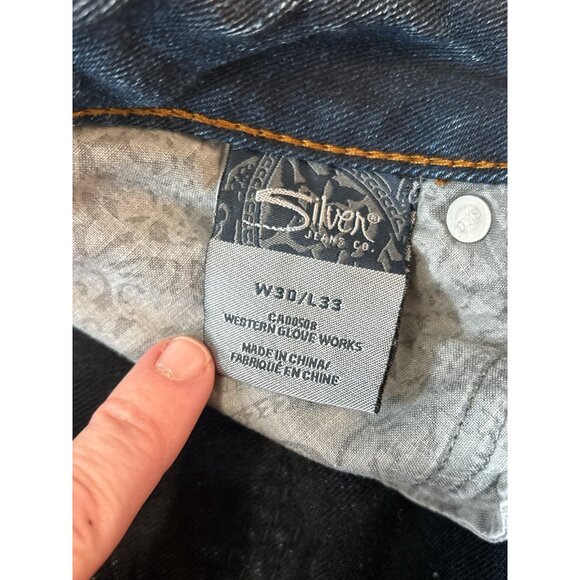 Silver®
JEANS CO.
W30/L33
CA00508
WESTERN GLOVE WORKS
MADE IN CHINA/
FABRIQUÉ EN CHINE